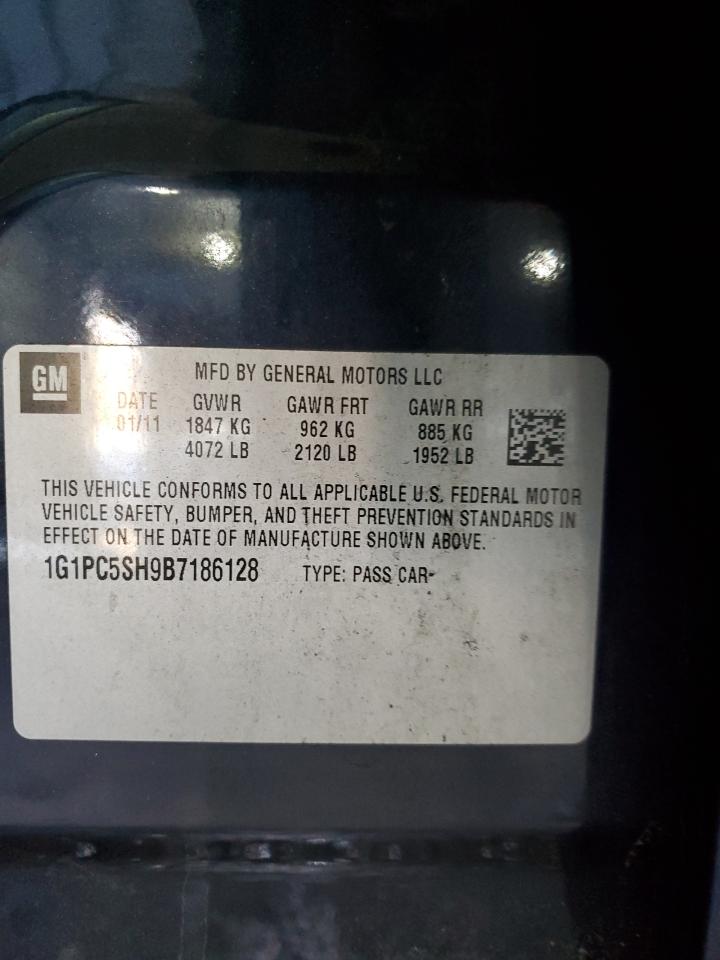 GM
MFD BY GENERAL MOTORS LLC
DATE GVWR GAWR FRT GAWR RR
01/11 1847 KG 962 KG 885 KG
4072 LB 2120 LB 1952 LB
THIS VEHICLE CONFORMS TO ALL APPLICABLE U.S. FEDERAL MOTOR
VEHICLE SAFETY, BUMPER, AND THEFT PREVENTION STANDARDS IN
EFFECT ON THE DATE OF MANUFACTURE SHOWN ABOVE.
1G1PC5SH9B7186128 TYPE: PASS CAR